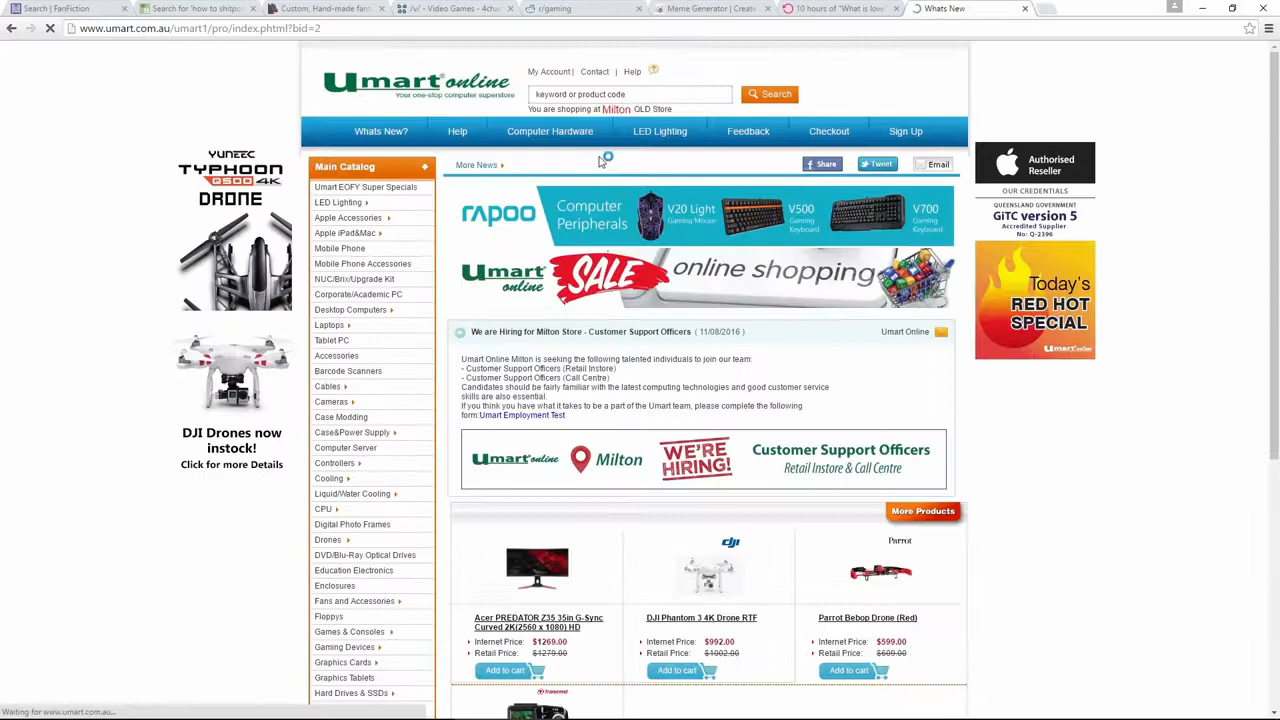 Search | FanFiction
Search for 'how to shitpos
Custom, Hand-made fant
/v/ - Video Games - 4chan
r/gaming
Meme Generator | Create
10 hours of "What is love
Whats New
www.umart.com.au/umart1/pro/index.phtml?bid=2
Umart online
Your one-stop computer superstore
My Account | Contact | Help
keyword or product code
Search
You are shopping at Milton QLD Store
Whats New? Help Computer Hardware LED Lighting Feedback Checkout Sign Up
YUNEEC
TYPHOON
Q500 4K
DRONE
DJI Drones now
instock!
Click for more Details
Main Catalog
Umart EOFY Super Specials
LED Lighting
Apple Accessories
Apple iPad&Mac
Mobile Phone
Mobile Phone Accessories
NUC/Brix/Upgrade Kit
Corporate/Academic PC
Desktop Computers
Laptops
Tablet PC
Accessories
Barcode Scanners
Cables
Cameras
Case Modding
Case&Power Supply
Computer Server
Controllers
Cooling
Liquid/Water Cooling
CPU
Digital Photo Frames
Drones
DVD/Blu-Ray Optical Drives
Education Electronics
Enclosures
Fans and Accessories
Floppys
Games & Consoles
Gaming Devices
Graphics Cards
Graphics Tablets
Hard Drives & SSDs
More News
Share Tweet Email
rapoo
Computer
Peripherals
V20 Light
Gaming Mouse
V500
Gaming
Keyboard
V700
Gaming
Keyboard
Umart
online
SALE
online shopping
We are Hiring for Milton Store - Customer Support Officers ( 11/08/2016 )
Umart Online
Umart Online Milton is seeking the following talented individuals to join our team:
- Customer Support Officers (Retail Instore)
- Customer Support Officers (Call Centre)
Candidates should be fairly familiar with the latest computing technologies and good customer service
skills are also essential.
If you think you have what it takes to be a part of the Umart team, please complete the following
form:Umart Employment Test
Umart online
Milton
WE'RE
HIRING!
Customer Support Officers
Retail Instore & Call Centre
More Products
Acer PREDATOR Z35 35in G-Sync
Curved 2K(2560 x 1080) HD
Internet Price: $1269.00
Retail Price: $1279.00
Add to cart
dji
DJI Phantom 3 4K Drone RTF
Internet Price: $992.00
Retail Price: $1002.00
Add to cart
Parrot
Parrot Bebop Drone (Red)
Internet Price: $599.00
Retail Price: $609.00
Add to cart
Transcend
Authorised
Reseller
OUR CREDENTIALS
QUEENSLAND GOVERNMENT
GiTC version 5
Accredited Supplier
No: Q-2396
Today's
RED HOT
SPECIAL
Umart online
Waiting for www.umart.com.au...